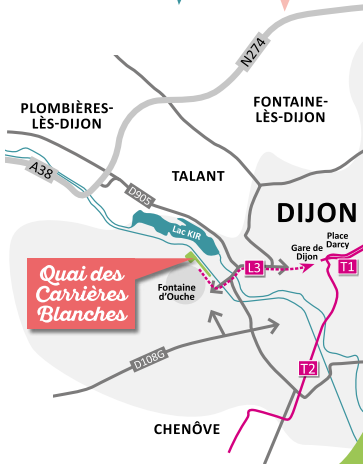 N274
PLOMBIÈRES-
LÈS-DIJON
FONTAINE-
LÈS-DIJON
A38
TALANT
D905
DIJON
Lac KIR
Place
Darcy
Gare de
Dijon
L3
T1
Quai des
Carrières
Blanches
Fontaine
d’Ouche
D108G
T2
CHENÔVE